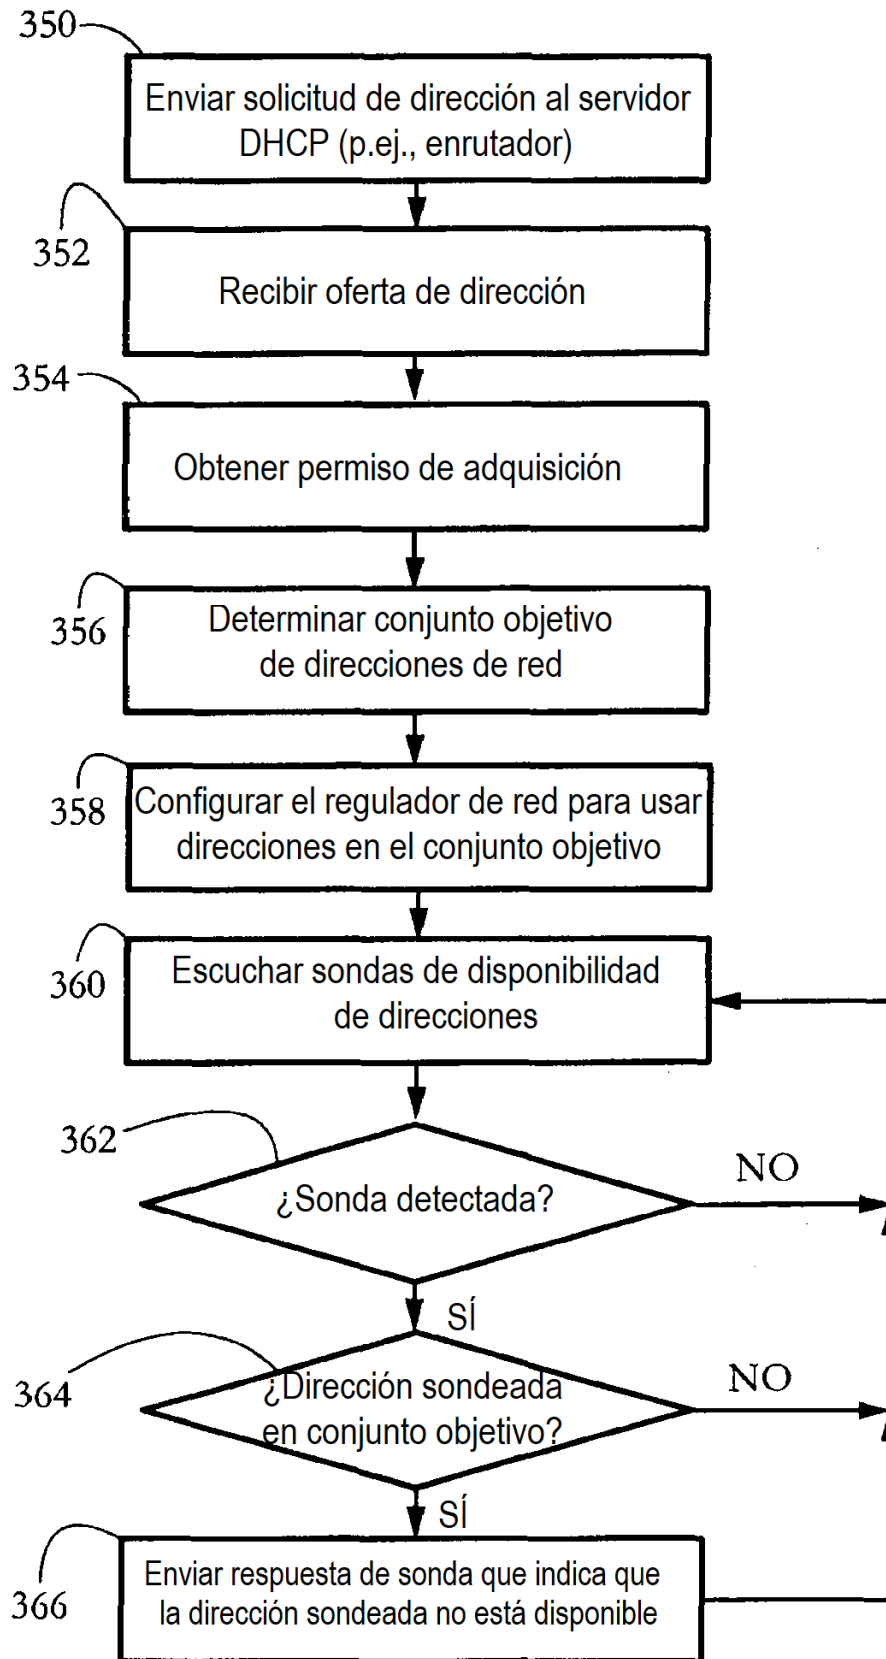 350
Enviar solicitud de dirección al servidor
DHCP (p.ej., enrutador)
352
Recibir oferta de dirección
354
Obtener permiso de adquisición
356
Determinar conjunto objetivo
de direcciones de red
358
Configurar el regulador de red para usar
direcciones en el conjunto objetivo
360
Escuchar sondas de disponibilidad
de direcciones
362
¿Sonda detectada?
NO
SÍ
364
¿Dirección sondeada
en conjunto objetivo?
NO
SÍ
366
Enviar respuesta de sonda que indica que
la dirección sondeada no está disponible